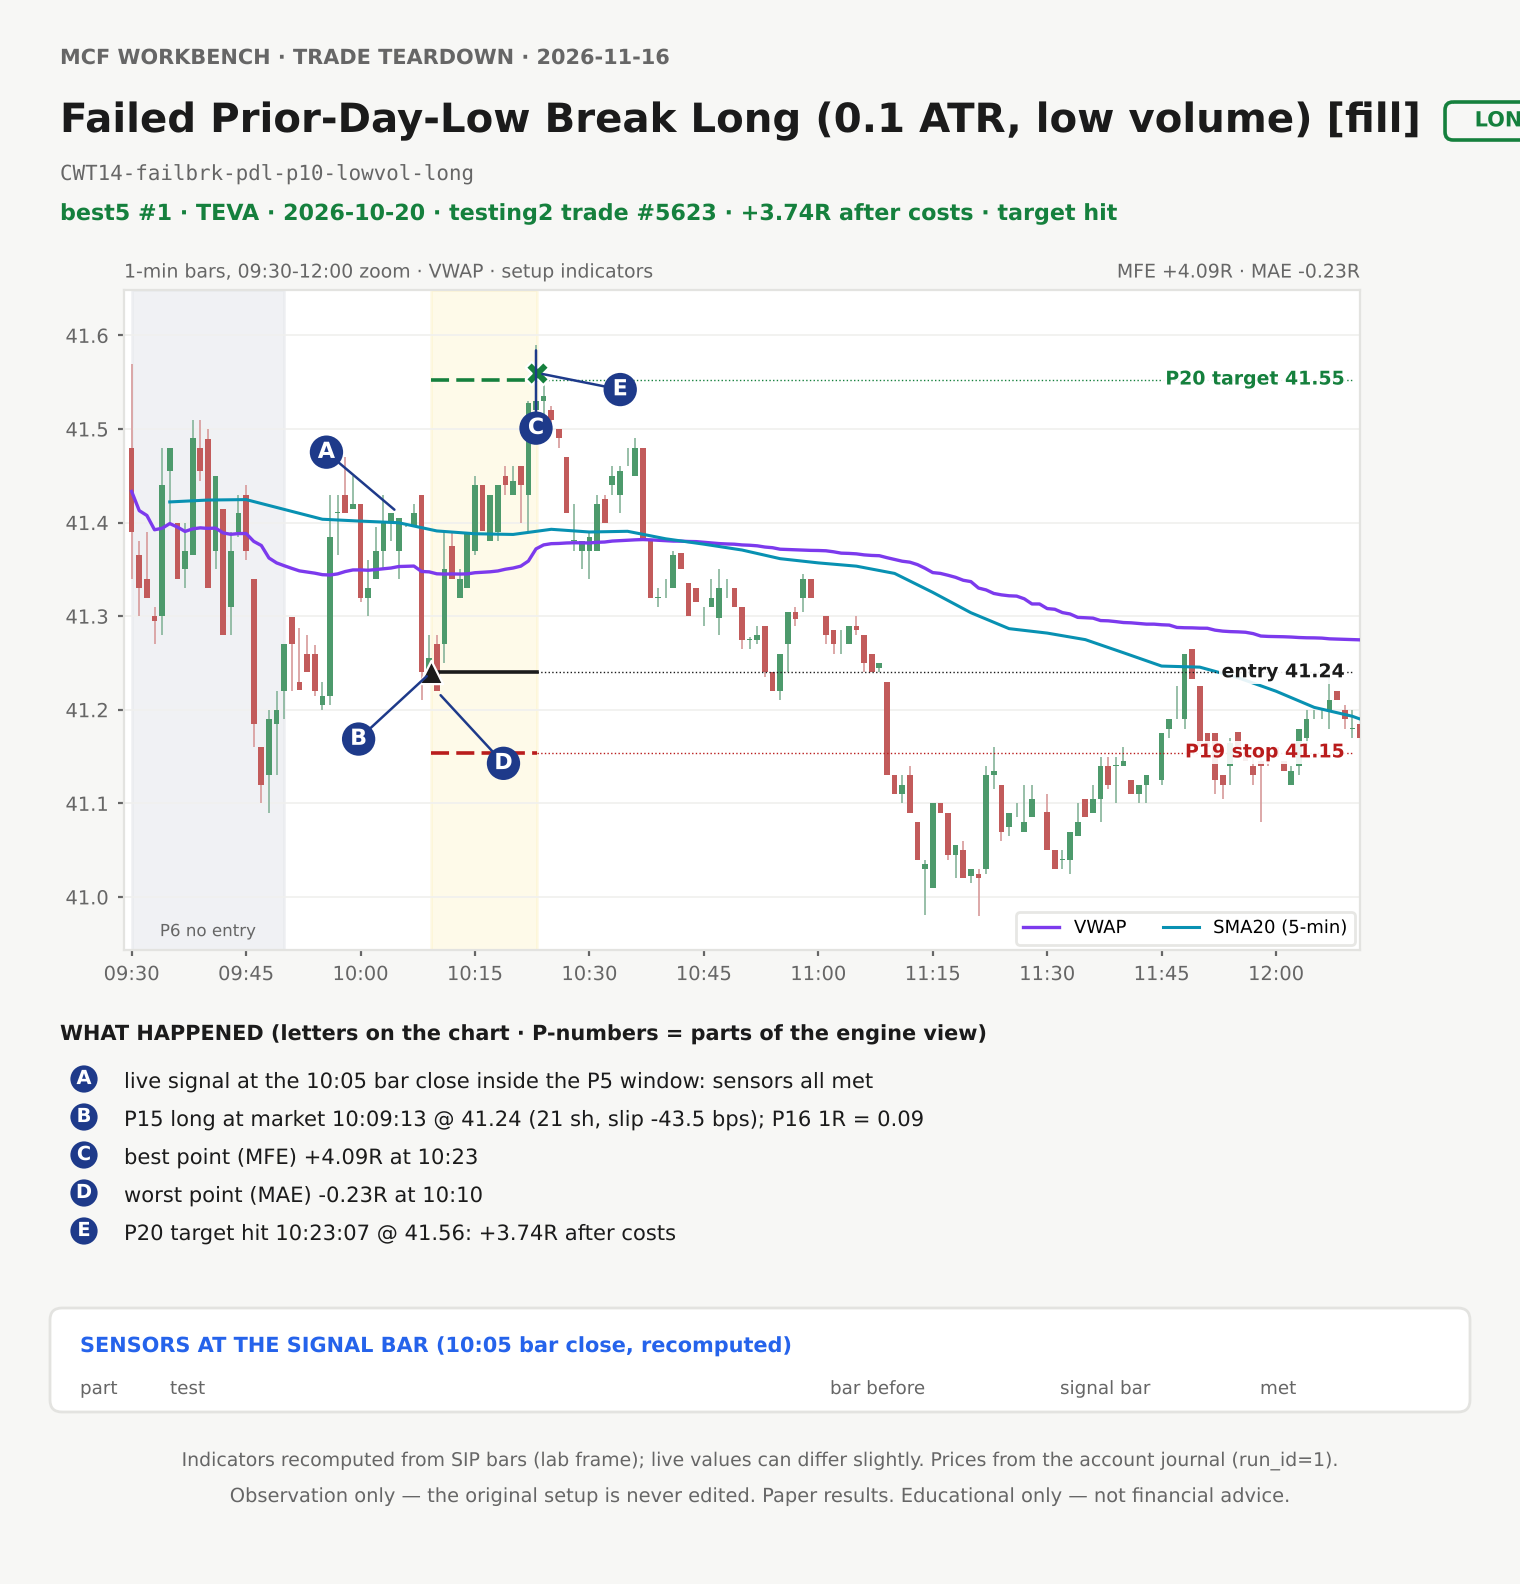 MCF WORKBENCH · TRADE TEARDOWN · 2026-11-16
Failed Prior-Day-Low Break Long (0.1 ATR, low volume) [fill] LON
CWT14-failbrk-pdl-p10-lowvol-long
best5 #1 · TEVA · 2026-10-20 · testing2 trade #5623 · +3.74R after costs · target hit
1-min bars, 09:30-12:00 zoom · VWAP · setup indicators MFE +4.09R · MAE -0.23R
41.6
41.5
41.4
41.3
41.2
41.1
41.0
P20 target 41.55
entry 41.24
P19 stop 41.15
A
B
C
D
E
P6 no entry
VWAP SMA20 (5-min)
09:30 09:45 10:00 10:15 10:30 10:45 11:00 11:15 11:30 11:45 12:00
WHAT HAPPENED (letters on the chart · P-numbers = parts of the engine view)
A live signal at the 10:05 bar close inside the P5 window: sensors all met
B P15 long at market 10:09:13 @ 41.24 (21 sh, slip -43.5 bps); P16 1R = 0.09
C best point (MFE) +4.09R at 10:23
D worst point (MAE) -0.23R at 10:10
E P20 target hit 10:23:07 @ 41.56: +3.74R after costs
SENSORS AT THE SIGNAL BAR (10:05 bar close, recomputed)
part test bar before signal bar met
Indicators recomputed from SIP bars (lab frame); live values can differ slightly. Prices from the account journal (run_id=1).
Observation only — the original setup is never edited. Paper results. Educational only — not financial advice.